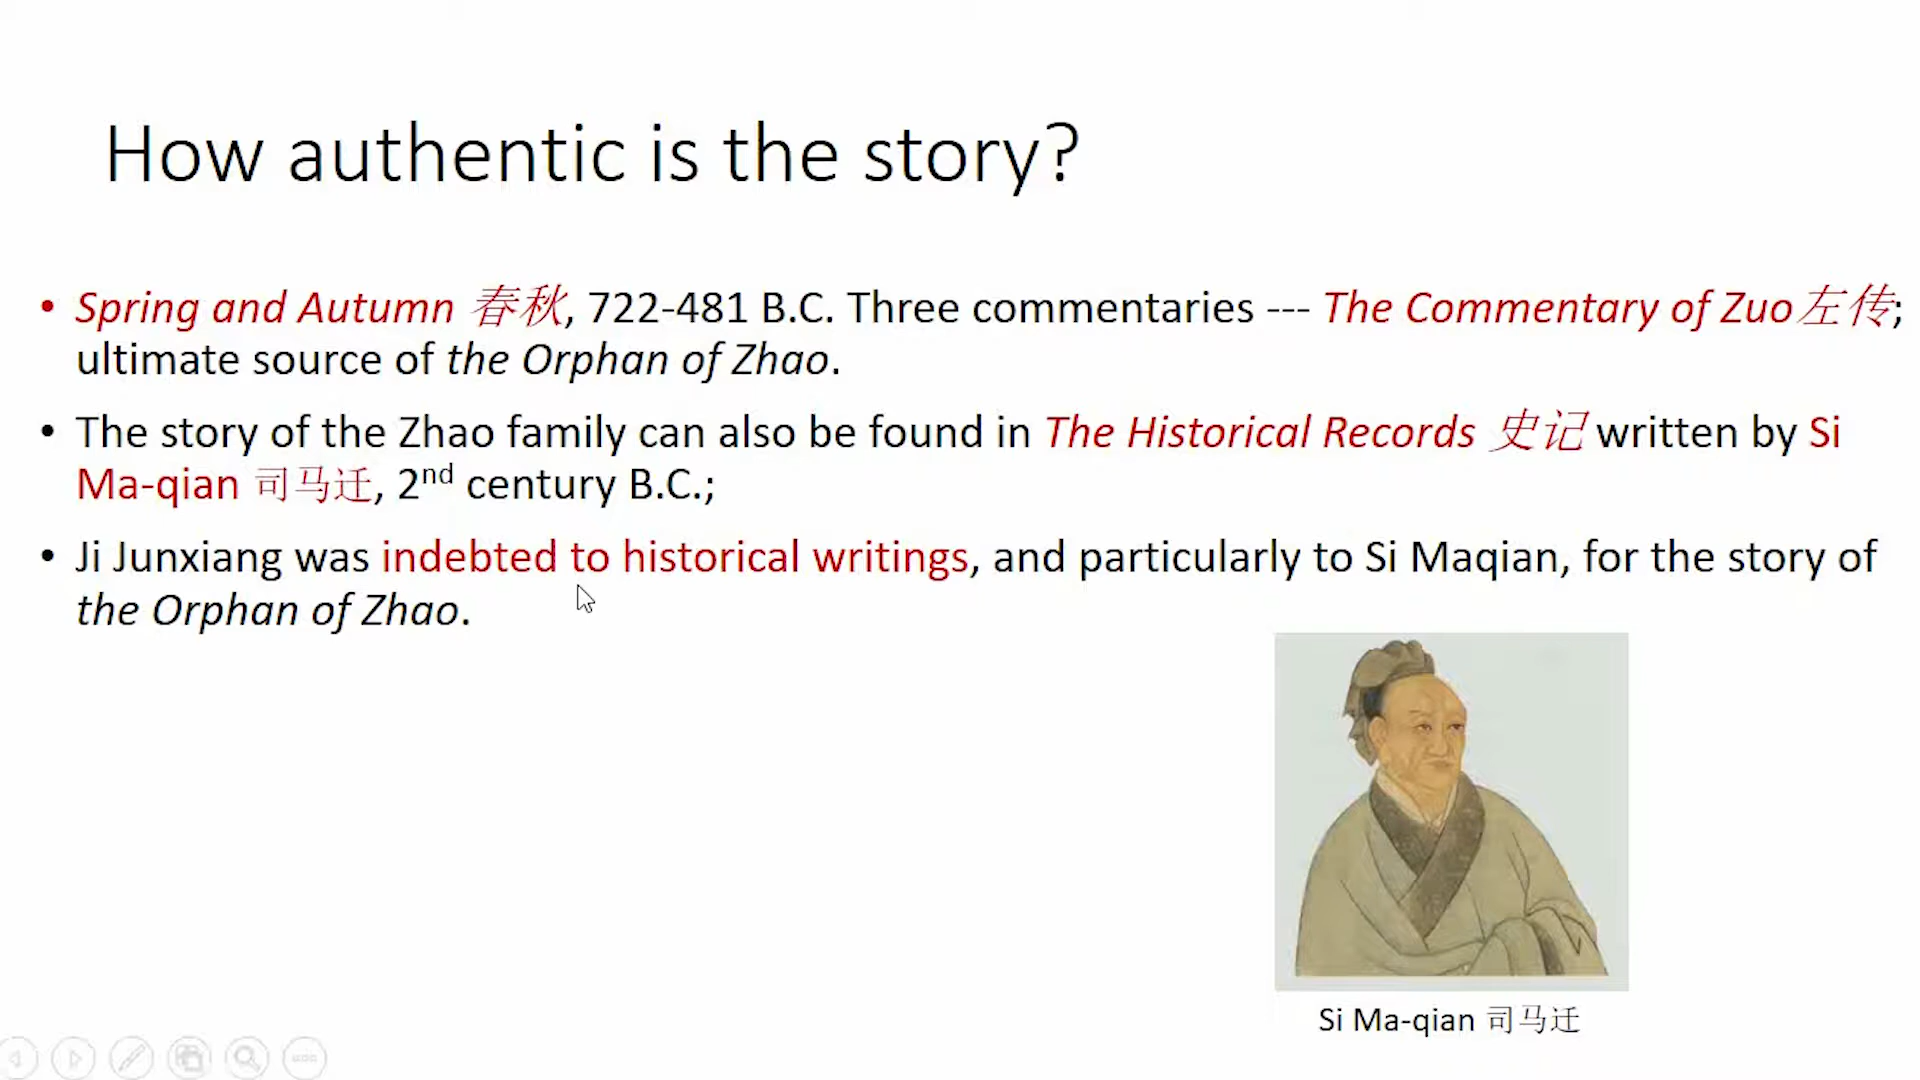 How authentic is the story?
• Spring and Autumn 春秋, 722-481 B.C. Three commentaries --- The Commentary of Zuo左传;
ultimate source of the Orphan of Zhao.
• The story of the Zhao family can also be found in The Historical Records 史记 written by Si
Ma-qian 司马迁, 2nd century B.C.;
• Ji Junxiang was indebted to historical writings, and particularly to Si Maqian, for the story of
the Orphan of Zhao.
Si Ma-qian 司马迁